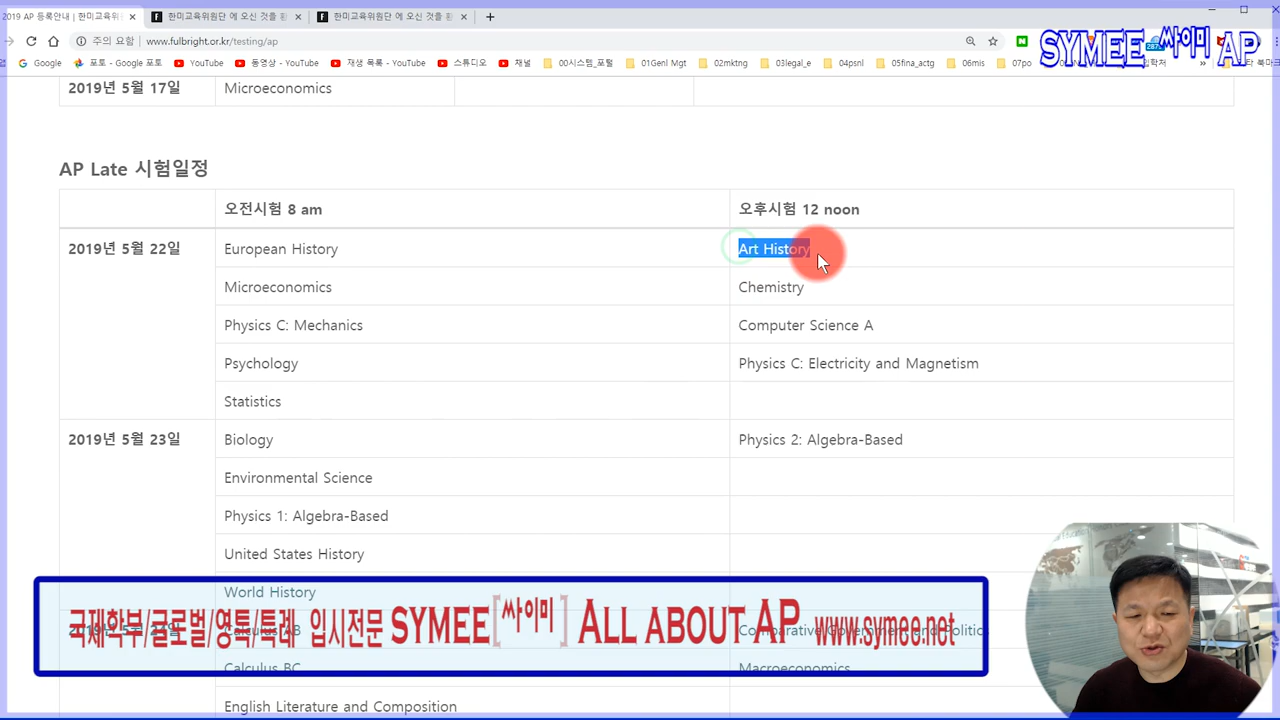 2019 AP 등록안내 | 한미교육위원
한미교육위원단 에 오신 것을 환
한미교육위원단 에 오신 것을 환
주의 요함 www.fulbright.or.kr/testing/ap
SYMEE 싸이미 AP
Google 포토 - Google 포토 YouTube 동영상 - YouTube 재생 목록 - YouTube 스튜디오 채널 00시스템_포털 01Genl Mgt 02mktng 03legal_e 04psnl 05fina_actg 06mis 07po
2019년 5월 17일 Microeconomics
AP Late 시험일정
오전시험 8 am 오후시험 12 noon
2019년 5월 22일 European History Art History
Microeconomics Chemistry
Physics C: Mechanics Computer Science A
Psychology Physics C: Electricity and Magnetism
Statistics
2019년 5월 23일 Biology Physics 2: Algebra-Based
Environmental Science
Physics 1: Algebra-Based
United States History
World History
국제학부/글로벌/영특/특례 입시전문 SYMEE[싸이미] ALL ABOUT AP www.symee.net
Calculus AB Comparative Government and Politics
Calculus BC Macroeconomics
English Literature and Composition